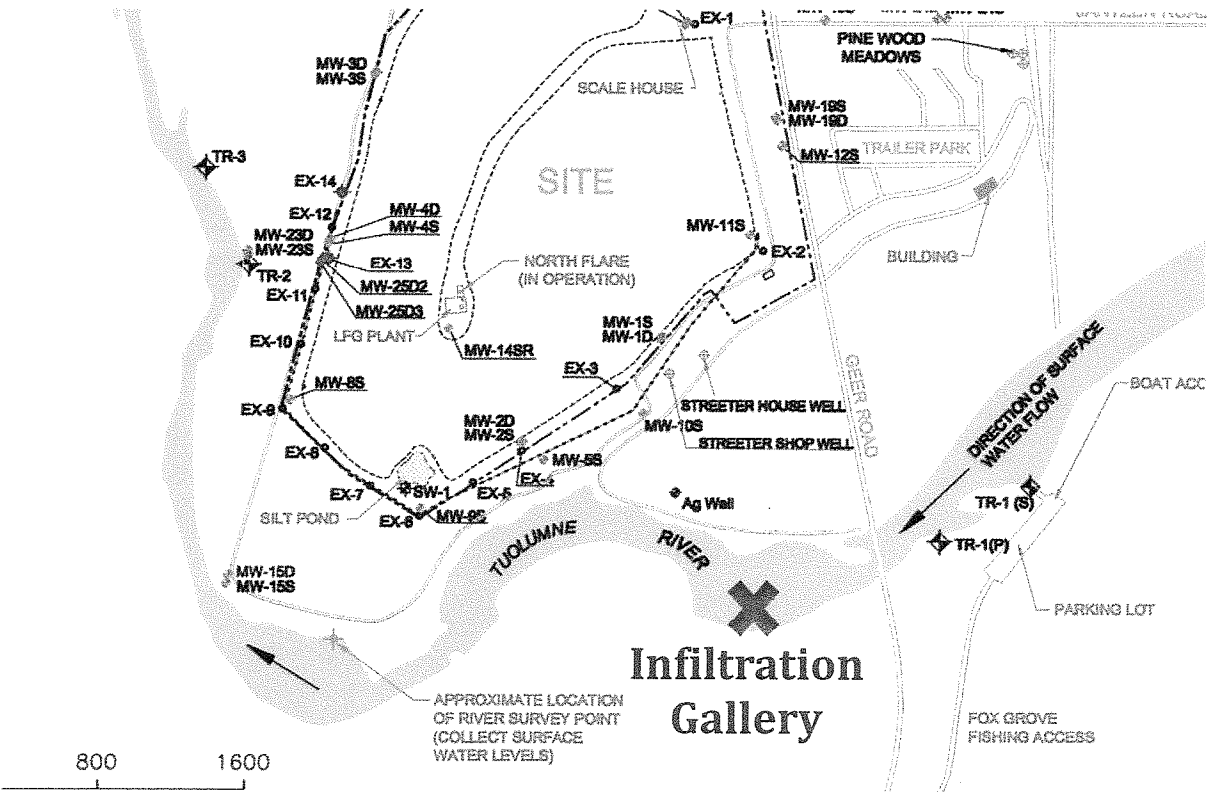 EX-1
PINE WOOD
MEADOWS
MW-3D
MW-3S
SCALE HOUSE
MW-19S
MW-19D
MW-12S
TRAILER PARK
TR-3
EX-14
SITE
EX-12
MW-4D
MW-4S
MW-23D
MW-23S
EX-13
TR-2
MW-25D2
EX-11
MW-25D3
NORTH FLARE
(IN OPERATION)
MW-11S
EX-2
BUILDING
LFG PLANT
EX-10
MW-14SR
MW-1S
MW-1D
EX-3
MW-8S
EX-9
STREETER HOUSE WELL
MW-10S
STREETER SHOP WELL
GEER ROAD
DIRECTION OF SURFACE
WATER FLOW
BOAT ACC
MW-2D
MW-2S
MW-5S
EX-4
EX-8
EX-7
SW-1
EX-5
SILT POND
EX-6
MW-9S
Ag Well
TR-1 (S)
TR-1(P)
TUOLUMNE
RIVER
MW-15D
MW-15S
PARKING LOT
Infiltration
Gallery
APPROXIMATE LOCATION
OF RIVER SURVEY POINT
(COLLECT SURFACE
WATER LEVELS)
FOX GROVE
FISHING ACCESS
800
1600